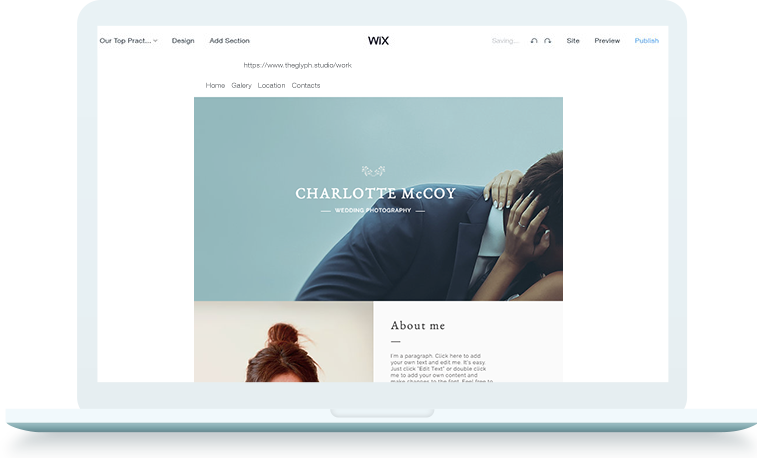 Our Top Pract... Design Add Section WiX Saving... Site Preview Publish
https://www.theglyph.studio/work
Home Galery Location Contacts
CHARLOTTE McCOY
WEDDING PHOTOGRAPHY
About me
I'm a paragraph. Click here to add
your own text and edit me. It's easy.
Just click "Edit Text" or double click
me to add your own content and
make changes to the font. Feel free to